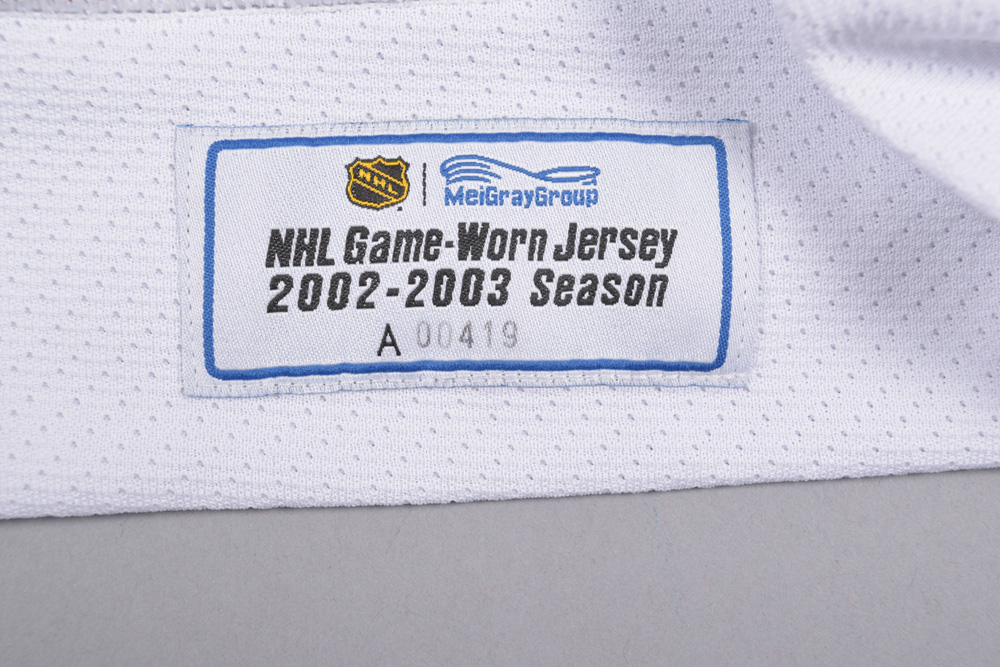 NHL MeiGrayGroup
NHL Game-Worn Jersey
2002-2003 Season
A 00419